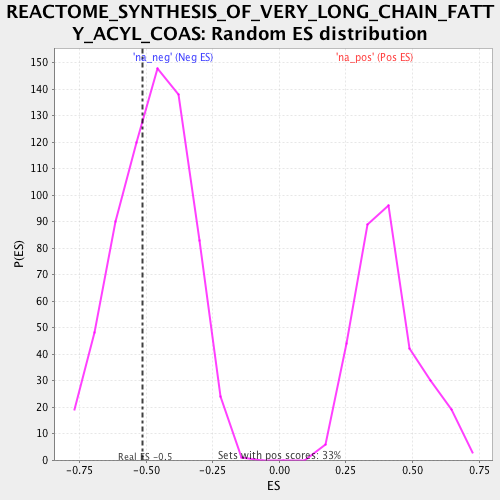 REACTOME_SYNTHESIS_OF_VERY_LONG_CHAIN_FATT
Y_ACYL_COAS: Random ES distribution
'na_neg' (Neg ES) 'na_pos' (Pos ES)
150
140
130
120
110
100
90
80
70
60
50
40
30
20
10
0
P(ES)
Real ES -0.5 Sets with pos scores: 33%
-0.75 -0.50 -0.25 0.00 0.25 0.50 0.75
ES